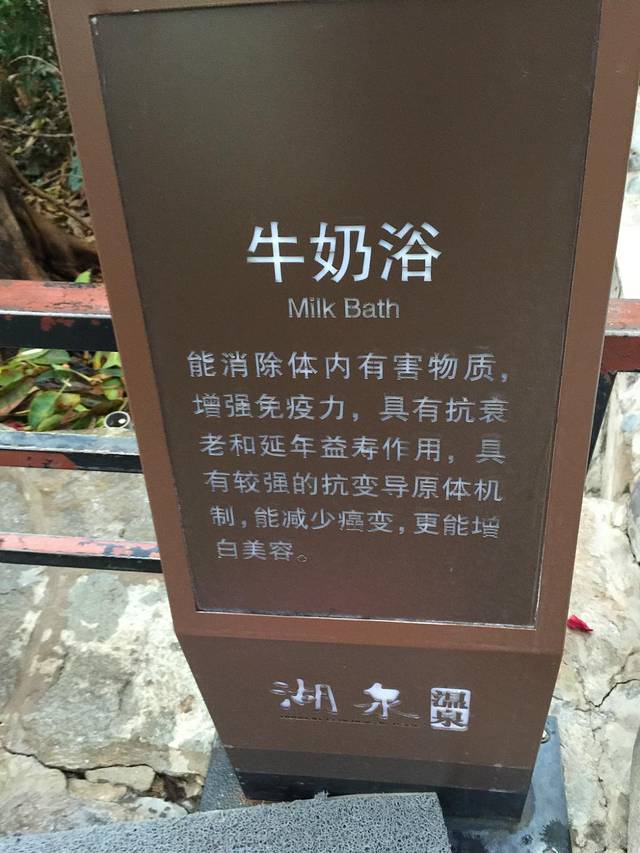 牛奶浴
Milk Bath
能消除体内有害物质，
增强免疫力，具有抗衰
老和延年益寿作用，具
有较强的抗变导原体机
制，能减少癌变，更能增
白美容。
湖泉 温泉